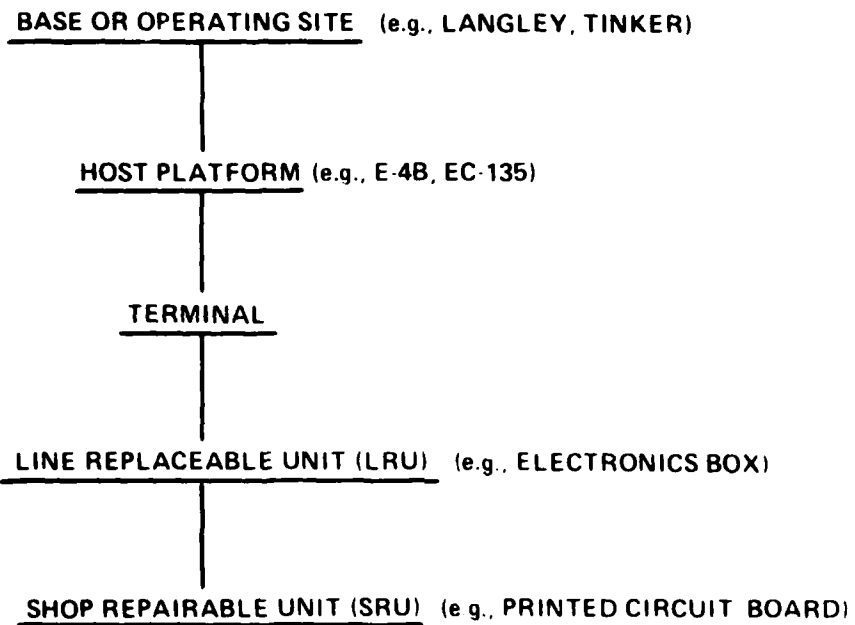 BASE OR OPERATING SITE (e.g., LANGLEY, TINKER)
HOST PLATFORM (e.g., E-4B, EC-135)
TERMINAL
LINE REPLACEABLE UNIT (LRU) (e.g., ELECTRONICS BOX)
SHOP REPAIRABLE UNIT (SRU) (e g., PRINTED CIRCUIT BOARD)